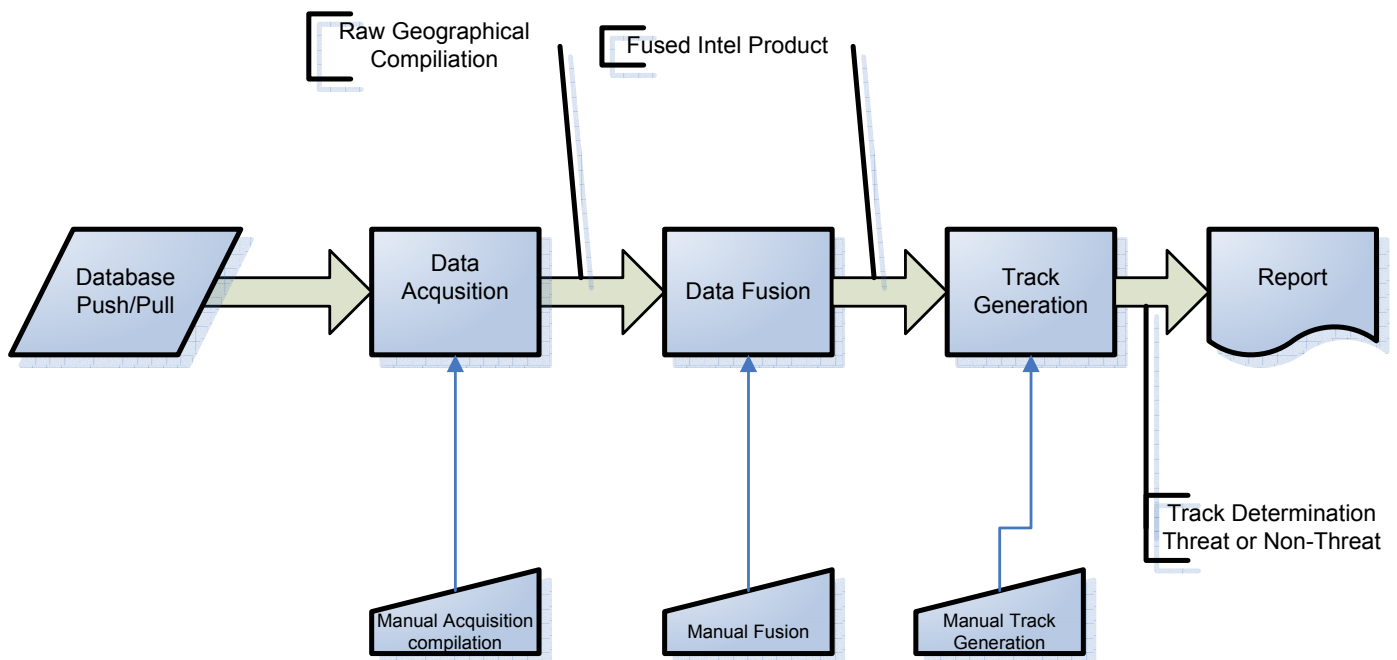 Raw Geographical
Compiliation
Fused Intel Product
Database
Push/Pull
Data
Acqusition
Data Fusion
Track
Generation
Report
Track Determination
Threat or Non-Threat
Manual Acquisition
compilation
Manual Fusion
Manual Track
Generation